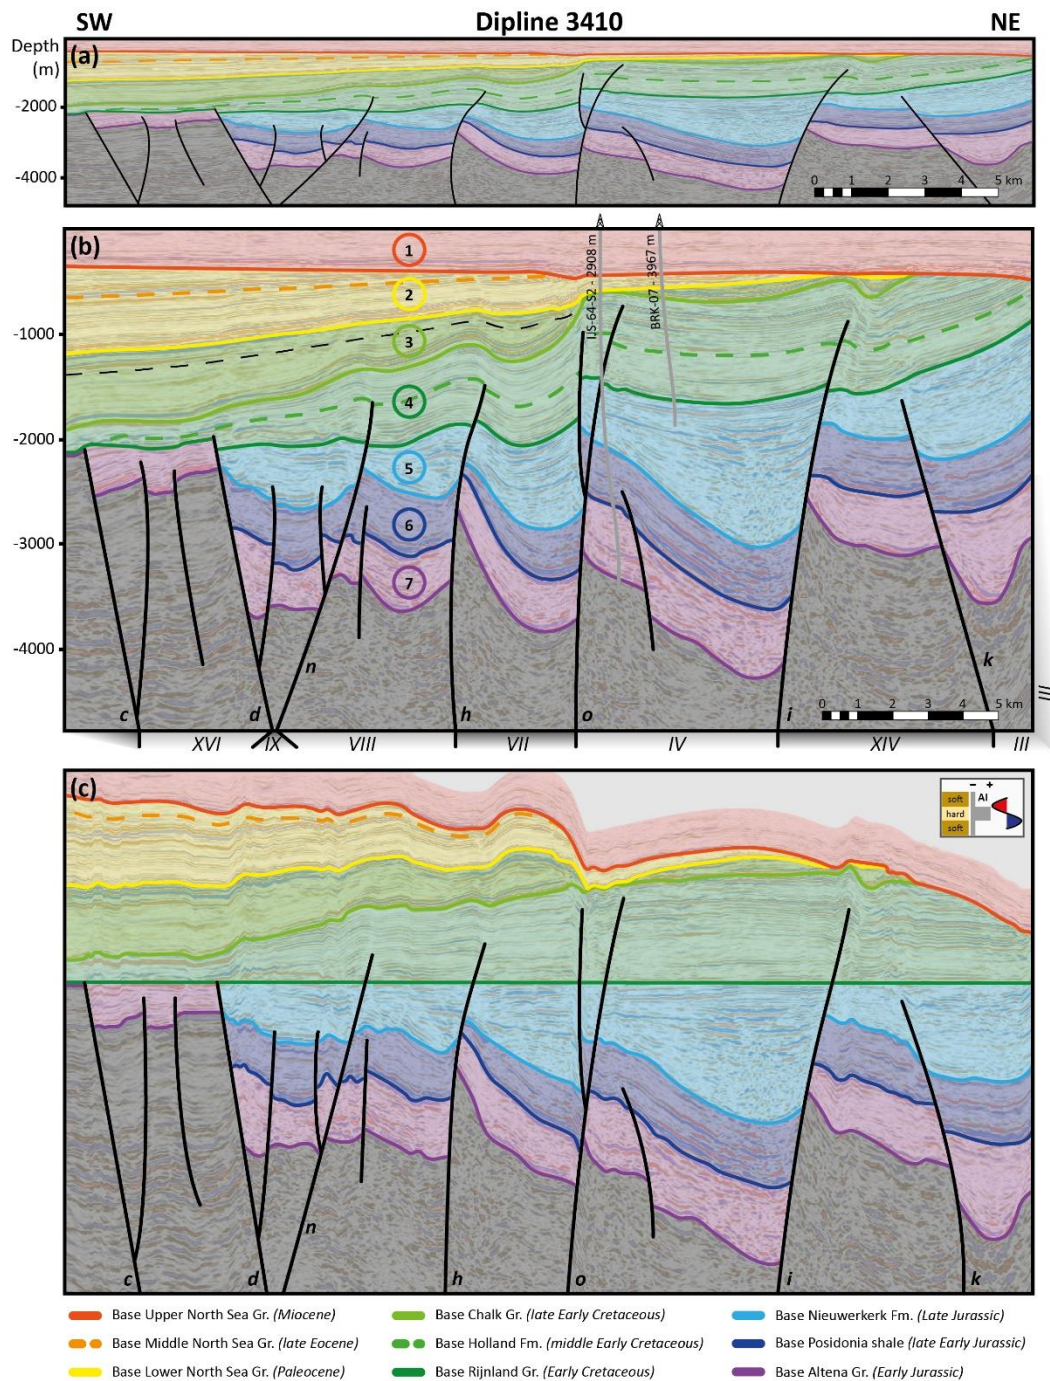 SW Dipline 3410 NE
Depth
(m)
(a)
-2000
-4000
0 1 2 3 4 5 km
(b)
1
IJS-64-S2 - 2908 m
BRK-07 - 3967 m
2
-1000
3
4
-2000
5
6
-3000
7
-4000
n
k
c d h o i
0 1 2 3 4 5 km
XVI IX VIII VII IV XIV III
(c)
- +
soft AI
hard
soft
n
c d h o i k
Base Upper North Sea Gr. (Miocene) Base Chalk Gr. (late Early Cretaceous) Base Nieuwerkerk Fm. (Late Jurassic)
Base Middle North Sea Gr. (late Eocene) Base Holland Fm. (middle Early Cretaceous) Base Posidonia shale (late Early Jurassic)
Base Lower North Sea Gr. (Paleocene) Base Rijnland Gr. (Early Cretaceous) Base Altena Gr. (Early Jurassic)